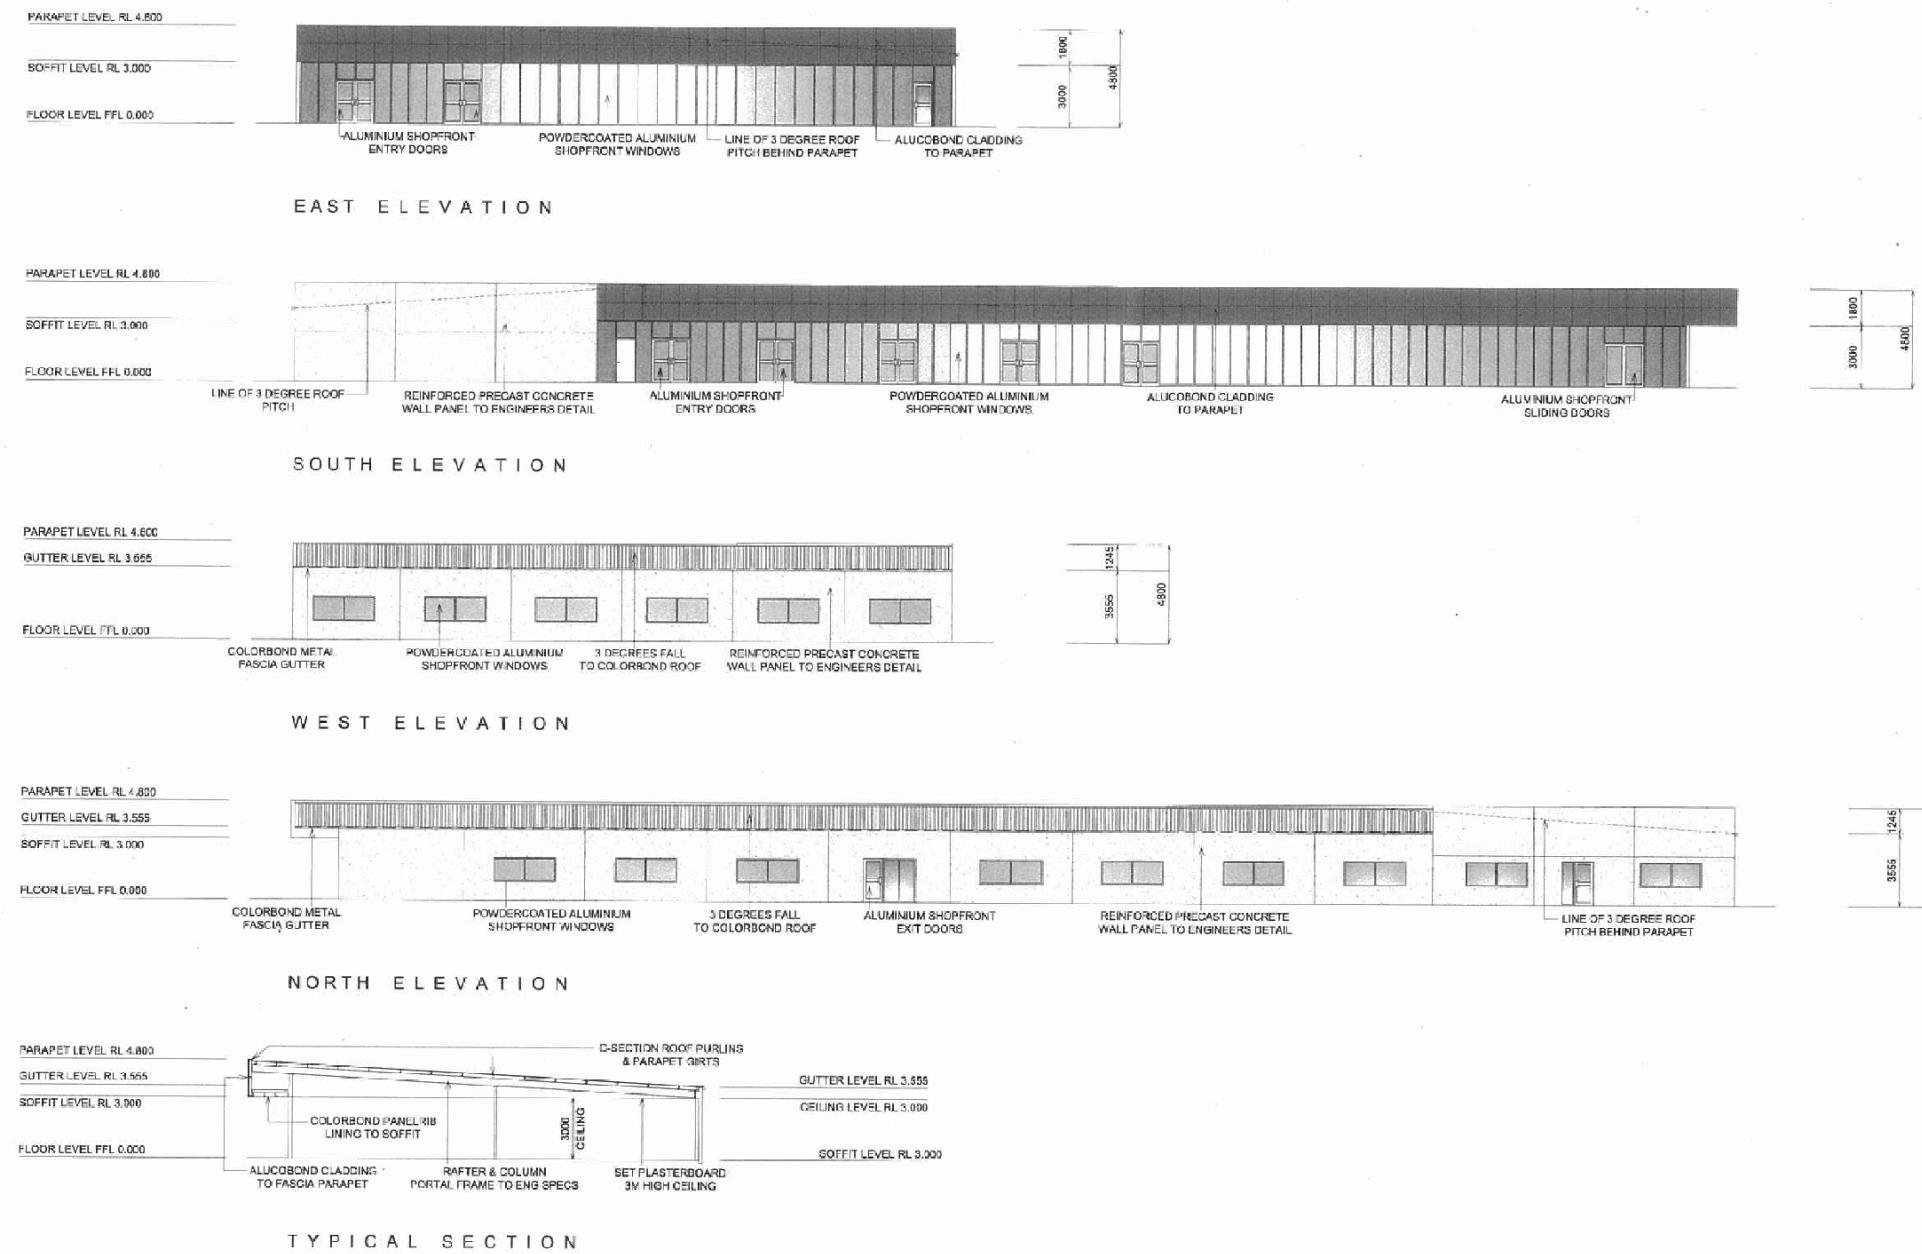 PARAPET LEVEL RL 4.800
SOFFIT LEVEL RL 3.000
FLOOR LEVEL FFL 0.000
1800
3000
4800
ALUMINIUM SHOPFRONT
ENTRY DOORS
POWDERCOATED ALUMINIUM
SHOPFRONT WINDOWS
LINE OF 3 DEGREE ROOF
PITCH BEHIND PARAPET
ALUCOBOND CLADDING
TO PARAPET
EAST ELEVATION
PARAPET LEVEL RL 4.800
SOFFIT LEVEL RL 3.000
FLOOR LEVEL FFL 0.000
1800
3000
4800
LINE OF 3 DEGREE ROOF
PITCH
REINFORCED PRECAST CONCRETE
WALL PANEL TO ENGINEERS DETAIL
ALUMINIUM SHOPFRONT
ENTRY DOORS
POWDERCOATED ALUMINIUM
SHOPFRONT WINDOWS
ALUCOBOND CLADDING
TO PARAPET
ALUMINIUM SHOPFRONT
SLIDING DOORS
SOUTH ELEVATION
PARAPET LEVEL RL 4.800
GUTTER LEVEL RL 3.555
FLOOR LEVEL FFL 0.000
1245
3555
4800
COLORBOND METAL
FASCIA GUTTER
POWDERCOATED ALUMINIUM
SHOPFRONT WINDOWS
3 DEGREES FALL
TO COLORBOND ROOF
REINFORCED PRECAST CONCRETE
WALL PANEL TO ENGINEERS DETAIL
WEST ELEVATION
PARAPET LEVEL RL 4.800
GUTTER LEVEL RL 3.555
SOFFIT LEVEL RL 3.000
FLOOR LEVEL FFL 0.000
1245
3555
COLORBOND METAL
FASCIA GUTTER
POWDERCOATED ALUMINIUM
SHOPFRONT WINDOWS
3 DEGREES FALL
TO COLORBOND ROOF
ALUMINIUM SHOPFRONT
EXIT DOORS
REINFORCED PRECAST CONCRETE
WALL PANEL TO ENGINEERS DETAIL
LINE OF 3 DEGREE ROOF
PITCH BEHIND PARAPET
NORTH ELEVATION
PARAPET LEVEL RL 4.800
GUTTER LEVEL RL 3.555
SOFFIT LEVEL RL 3.000
FLOOR LEVEL FFL 0.000
C-SECTION ROOF PURLINS
& PARAPET GIRTS
GUTTER LEVEL RL 3.555
CEILING LEVEL RL 3.000
SOFFIT LEVEL RL 3.000
COLORBOND PANELRIB
LINING TO SOFFIT
3000
CEILING
ALUCOBOND CLADDING
TO FASCIA PARAPET
RAFTER & COLUMN
PORTAL FRAME TO ENG SPECS
SET PLASTERBOARD
3M HIGH CEILING
TYPICAL SECTION